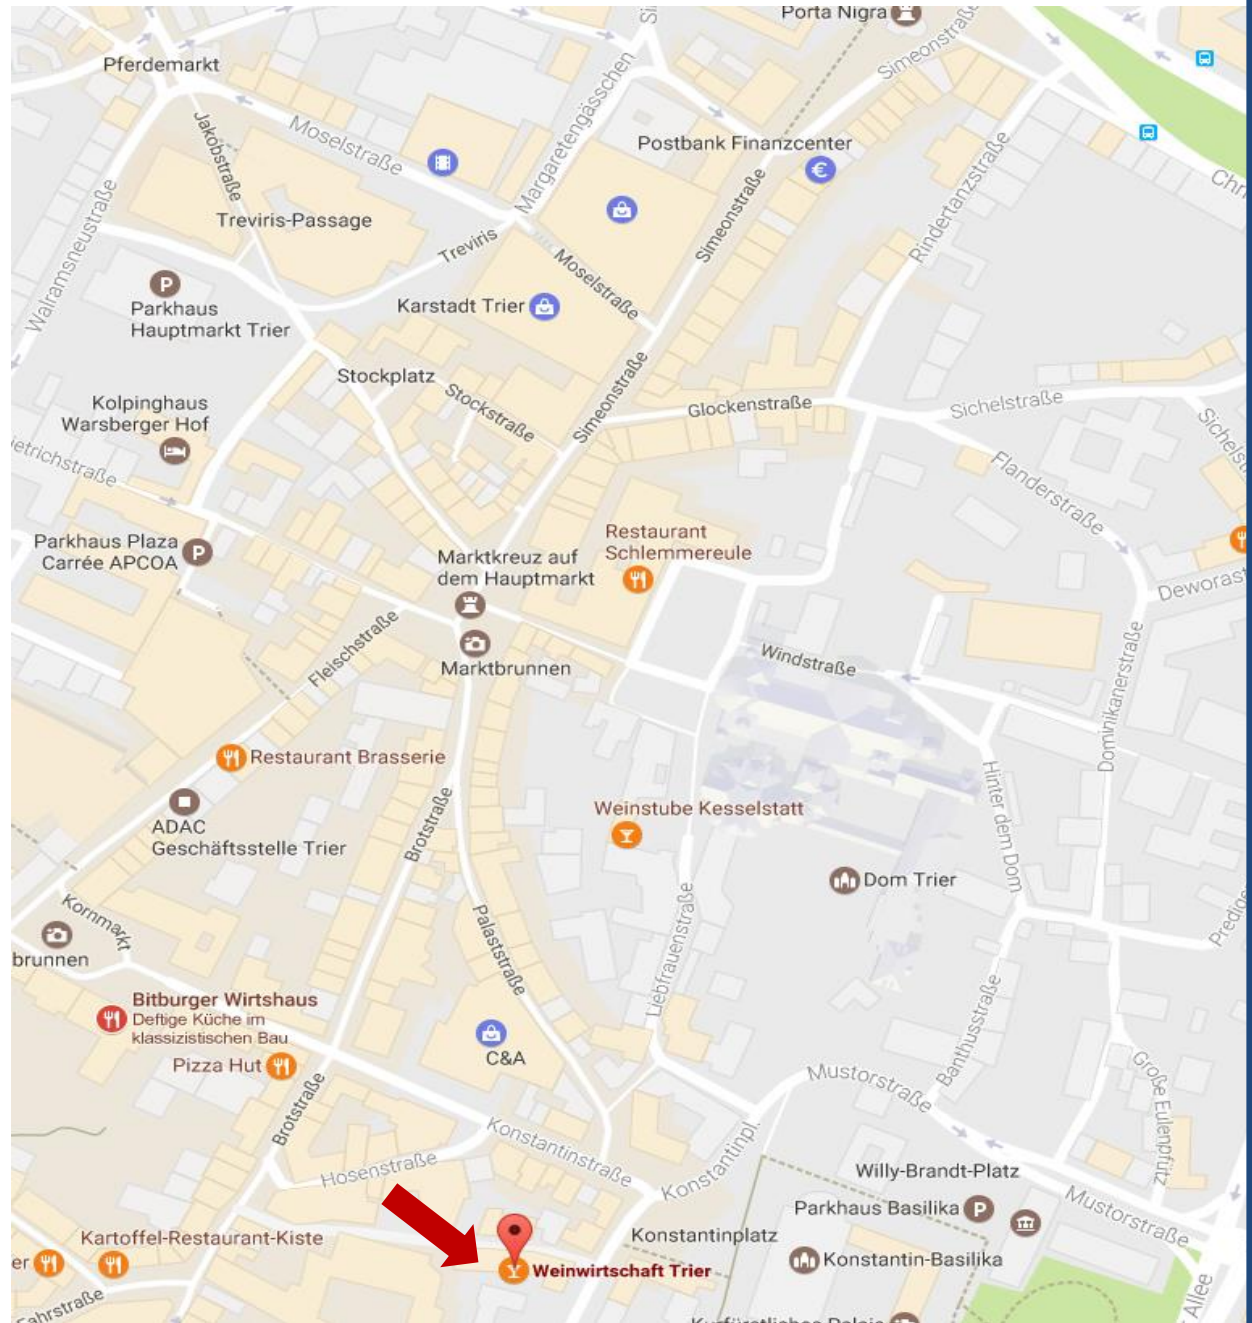 Porta Nigra
Simeonstraße
Pferdemarkt
Margaretengässchen
Moselstraße
Jakobstraße
Postbank Finanzcenter
Rindertanzstraße
Walramsneustraße
Treviris-Passage
Treviris
Simeonstraße
Moselstraße
Parkhaus
Hauptmarkt Trier
Karstadt Trier
Stockplatz
Stockstraße
Simeonstraße
Glockenstraße
Sichelstraße
Kolpinghaus
Warsberger Hof
Flanderstraße
Parkhaus Plaza
Carrée APCOA
Restaurant
Schlemmereule
Marktkreuz auf
dem Hauptmarkt
Fleischstraße
Marktbrunnen
Windstraße
Dominikanerstraße
Restaurant Brasserie
Hinter dem Dom
ADAC
Geschäftsstelle Trier
Brotstraße
Weinstube Kesselstatt
Dom Trier
Kornmarkt
brunnen
Palaststraße
Liebfrauenstraße
Bitburger Wirtshaus
Deftige Küche im
klassizistischen Bau
Pizza Hut
C&A
Banthusstraße
Mustorstraße
Große Eulenpfütz
Brotstraße
Konstantinstraße
Hosenstraße
Konstantinpl.
Willy-Brandt-Platz
Parkhaus Basilika
Mustorstraße
Kartoffel-Restaurant-Kiste
Konstantinplatz
Konstantin-Basilika
Weinwirtschaft Trier
Allee